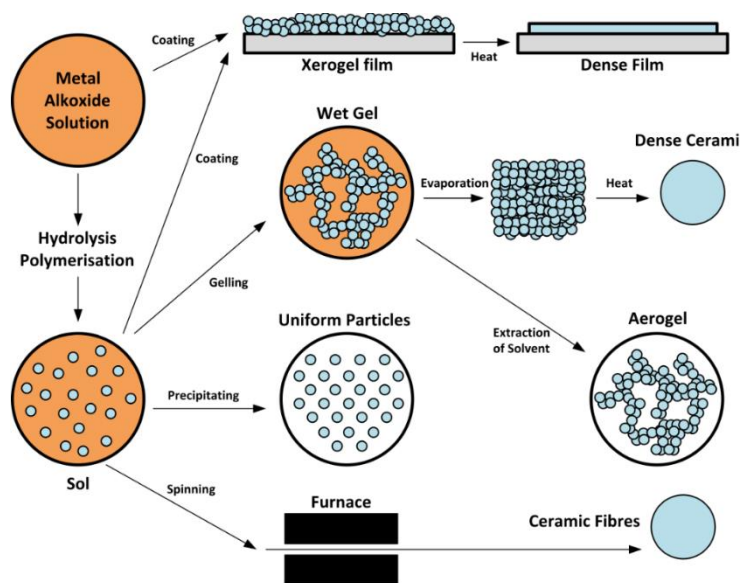 Coating
Xerogel film
Heat
Dense Film
Metal
Alkoxide
Solution
Wet Gel
Dense Cerami
Coating
Evaporation
Heat
Hydrolysis
Polymerisation
Gelling
Uniform Particles
Extraction
of Solvent
Aerogel
Precipitating
Sol
Spinning
Furnace
Ceramic Fibres